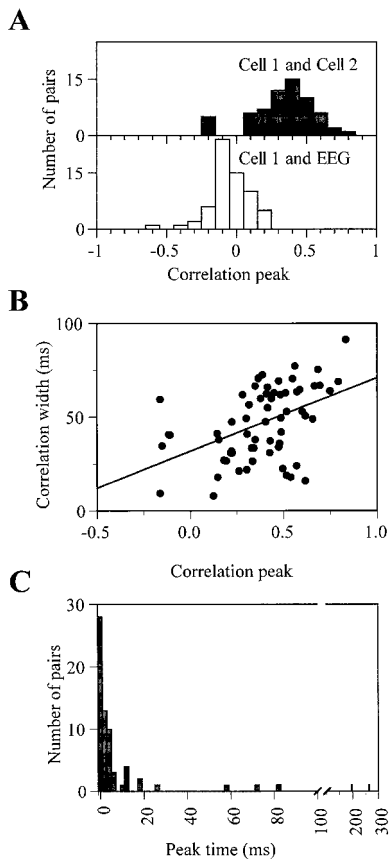 A
Cell 1 and Cell 2
15
0
Cell 1 and EEG
15
0
Number of pairs
-1 -0.5 0 0.5 1
Correlation peak
B
100
50
0
Correlation width (ms)
-0.5 0.0 0.5 1.0
Correlation peak
C
30
20
10
0
Number of pairs
0 20 40 60 80 100 200 300
Peak time (ms)